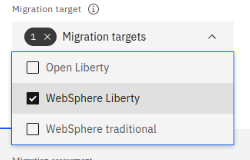 Migration target
1 × Migration targets
Open Liberty
WebSphere Liberty
WebSphere traditional